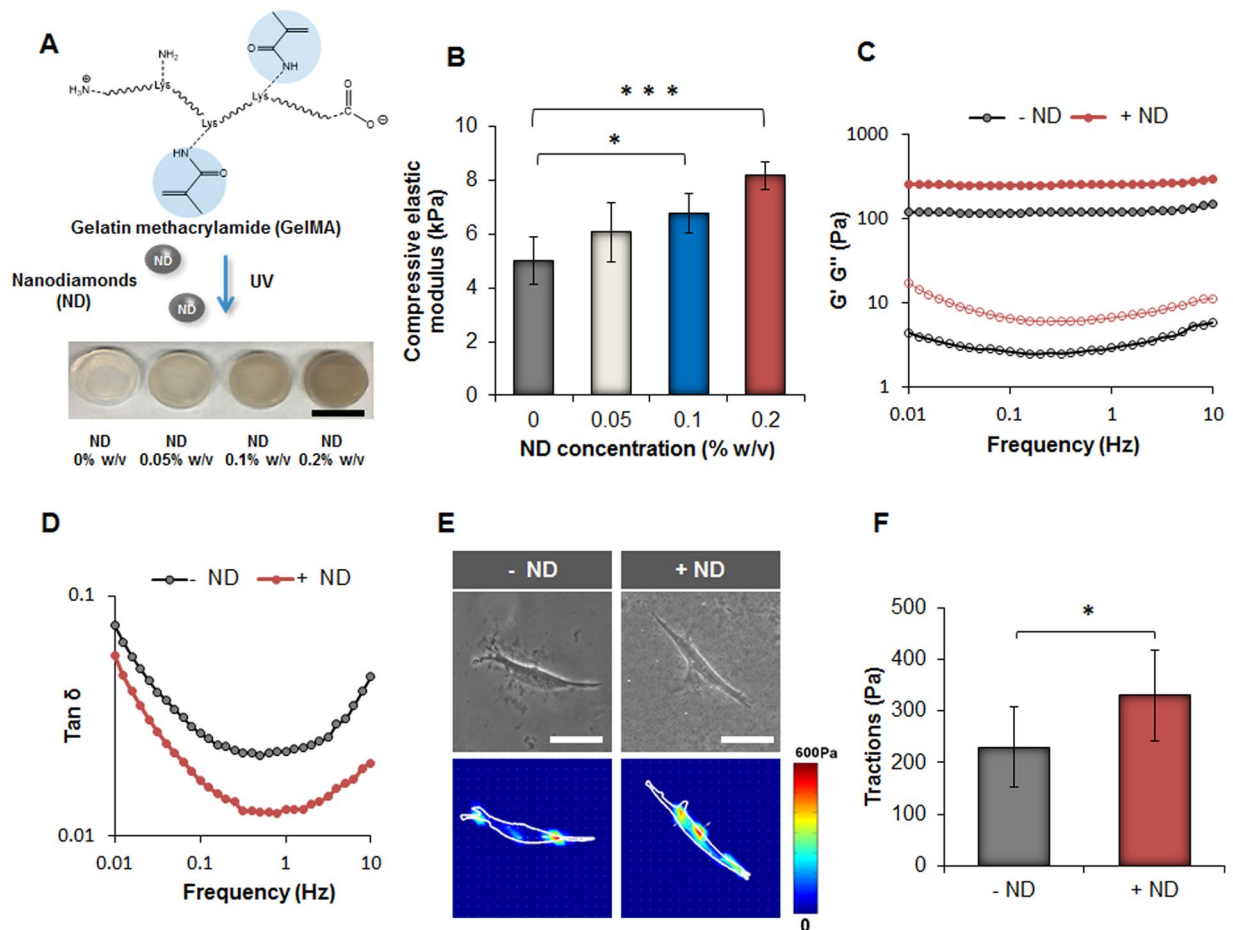 A
NH₂
H₃N⊕
Lys
Lys
Lys
O
NH
HN
O
O
O⊖
Gelatin methacrylamide (GelMA)
Nanodiamonds
(ND)
ND
ND
UV
ND ND ND ND
0% w/v 0.05% w/v 0.1% w/v 0.2% w/v
B
* * *
*
Compressive elastic
modulus (kPa)
10
8
6
4
2
0
0 0.05 0.1 0.2
ND concentration (% w/v)
C
- ND + ND
G' G'' (Pa)
1000
100
10
1
0.01 0.1 1 10
Frequency (Hz)
D
- ND + ND
Tan δ
0.1
0.01
0.01 0.1 1 10
Frequency (Hz)
E
- ND + ND
600Pa
0
F
*
Tractions (Pa)
500
400
300
200
100
0
- ND + ND